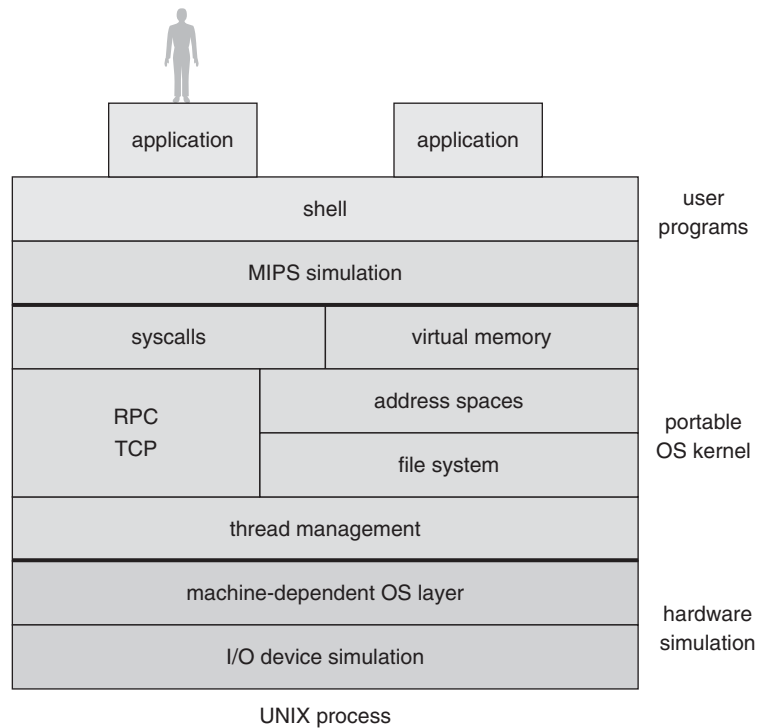 application
application
shell
user
programs
MIPS simulation
syscalls
virtual memory
RPC
TCP
address spaces
portable
OS kernel
file system
thread management
machine-dependent OS layer
hardware
simulation
I/O device simulation
UNIX process